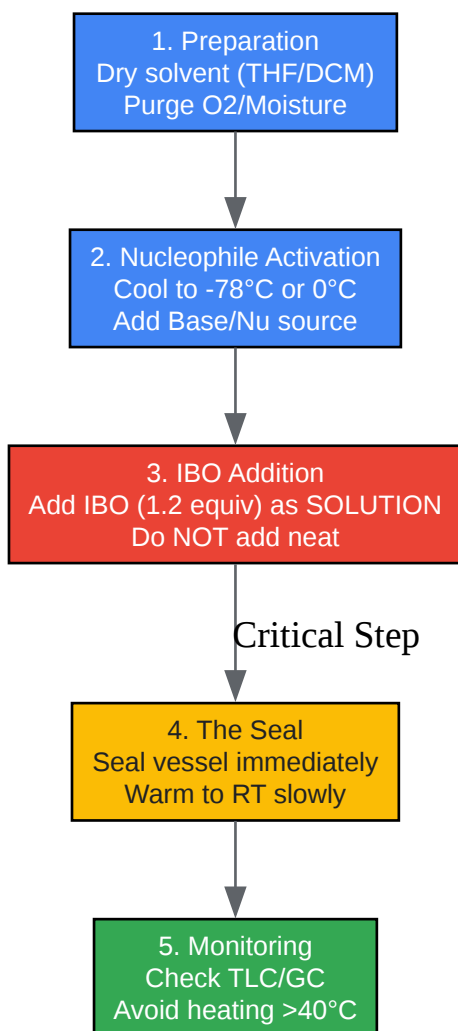 1. Preparation
Dry solvent (THF/DCM)
Purge O2/Moisture
2. Nucleophile Activation
Cool to -78°C or 0°C
Add Base/Nu source
3. IBO Addition
Add IBO (1.2 equiv) as SOLUTION
Do NOT add neat
Critical Step
4. The Seal
Seal vessel immediately
Warm to RT slowly
5. Monitoring
Check TLC/GC
Avoid heating >40°C